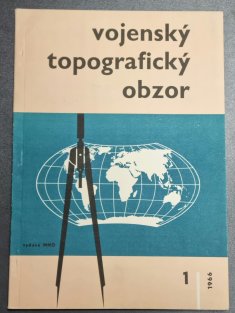 vojenský
topografický
obzor
vydává MNO
1
1966